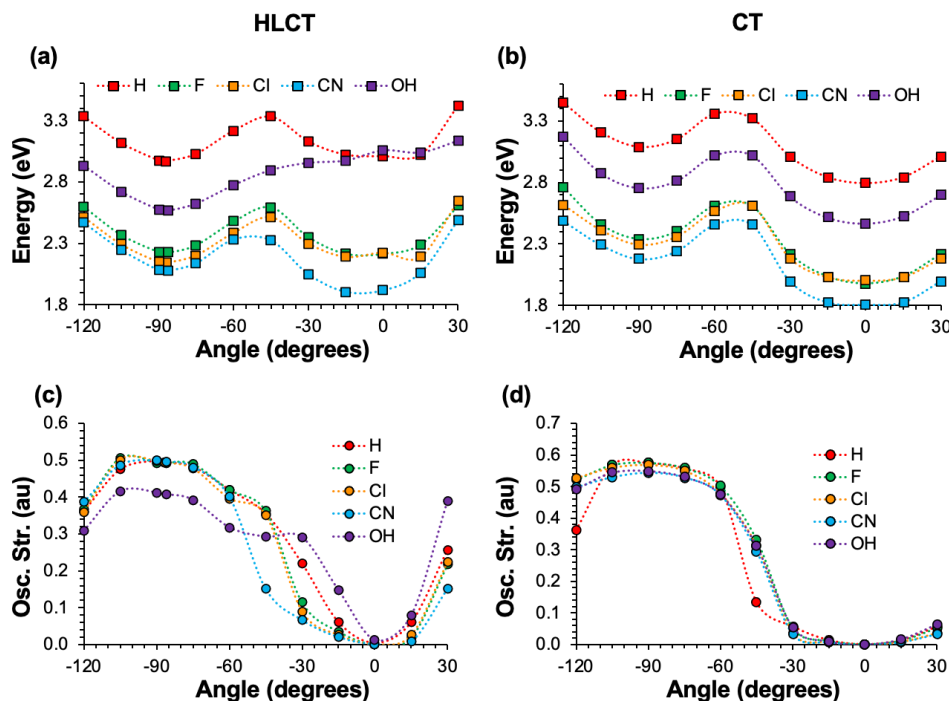 HLCT
CT
(a)
H F Cl CN OH
3.3
2.8
2.3
1.8
Energy (eV)
-120 -90 -60 -30 0 30
Angle (degrees)
(b)
H F Cl CN OH
3.3
2.8
2.3
1.8
Energy (eV)
-120 -90 -60 -30 0 30
Angle (degrees)
(c)
0.6
0.5
0.4
0.3
0.2
0.1
0.0
Osc. Str. (au)
H
F
Cl
CN
OH
-120 -90 -60 -30 0 30
Angle (degrees)
(d)
0.7
0.6
0.5
0.4
0.3
0.2
0.1
0.0
Osc. Str. (au)
H
F
Cl
CN
OH
-120 -90 -60 -30 0 30
Angle (degrees)